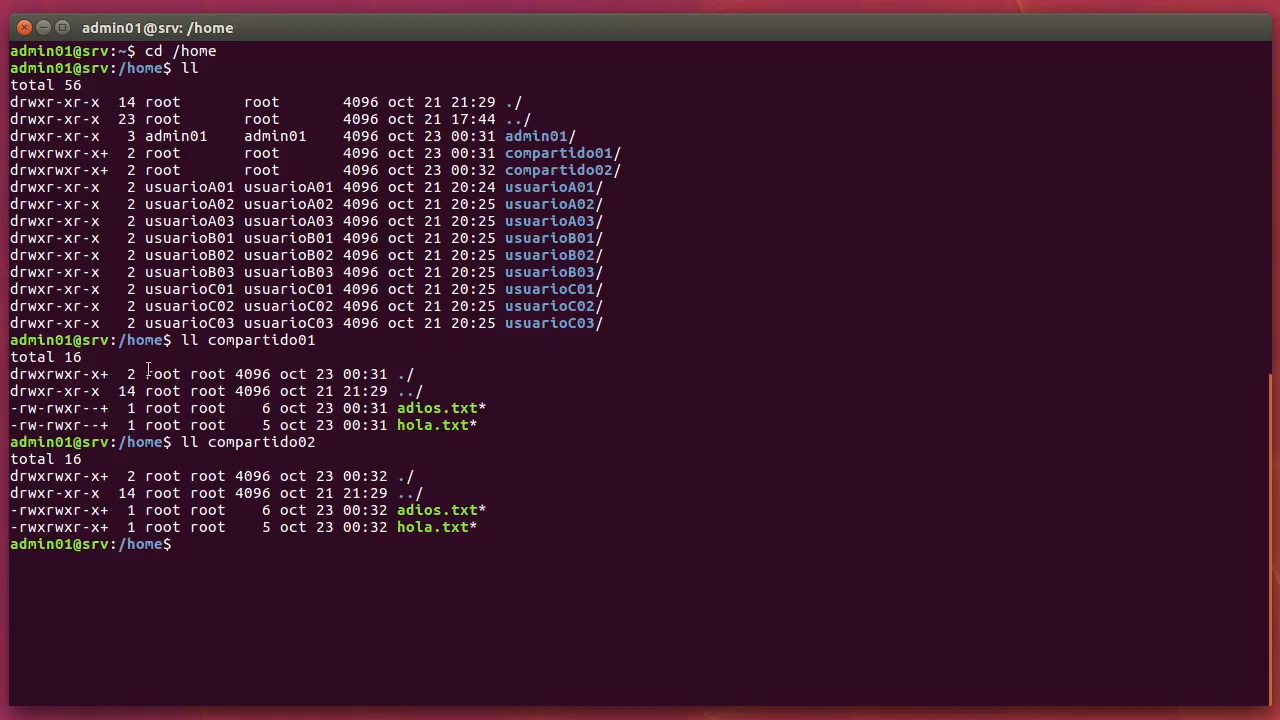 admin01@srv: /home
admin01@srv:~$ cd /home
admin01@srv:/home$ ll
total 56
drwxr-xr-x  14 root       root       4096 oct 21 21:29 ./
drwxr-xr-x  23 root       root       4096 oct 21 17:44 ../
drwxr-xr-x   3 admin01    admin01    4096 oct 23 00:31 admin01/
drwxrwxr-x+  2 root       root       4096 oct 23 00:31 compartido01/
drwxrwxr-x+  2 root       root       4096 oct 23 00:32 compartido02/
drwxr-xr-x   2 usuarioA01 usuarioA01 4096 oct 21 20:24 usuarioA01/
drwxr-xr-x   2 usuarioA02 usuarioA02 4096 oct 21 20:25 usuarioA02/
drwxr-xr-x   2 usuarioA03 usuarioA03 4096 oct 21 20:25 usuarioA03/
drwxr-xr-x   2 usuarioB01 usuarioB01 4096 oct 21 20:25 usuarioB01/
drwxr-xr-x   2 usuarioB02 usuarioB02 4096 oct 21 20:25 usuarioB02/
drwxr-xr-x   2 usuarioB03 usuarioB03 4096 oct 21 20:25 usuarioB03/
drwxr-xr-x   2 usuarioC01 usuarioC01 4096 oct 21 20:25 usuarioC01/
drwxr-xr-x   2 usuarioC02 usuarioC02 4096 oct 21 20:25 usuarioC02/
drwxr-xr-x   2 usuarioC03 usuarioC03 4096 oct 21 20:25 usuarioC03/
admin01@srv:/home$ ll compartido01
total 16
drwxrwxr-x+  2 root root 4096 oct 23 00:31 ./
drwxr-xr-x  14 root root 4096 oct 21 21:29 ../
-rw-rwxr--+  1 root root    6 oct 23 00:31 adios.txt*
-rw-rwxr--+  1 root root    5 oct 23 00:31 hola.txt*
admin01@srv:/home$ ll compartido02
total 16
drwxrwxr-x+  2 root root 4096 oct 23 00:32 ./
drwxr-xr-x  14 root root 4096 oct 21 21:29 ../
-rwxrwxr-x+  1 root root    6 oct 23 00:32 adios.txt*
-rwxrwxr-x+  1 root root    5 oct 23 00:32 hola.txt*
admin01@srv:/home$